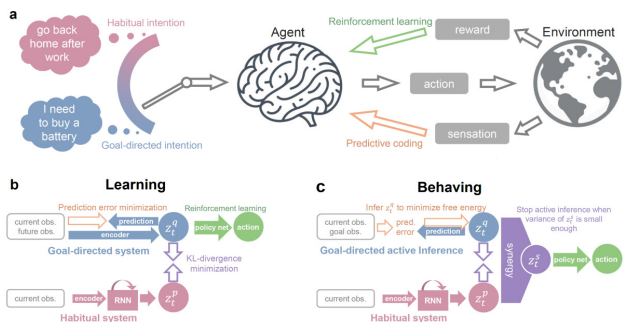 a
Habitual intention
go back
home after
work
I need
to buy a
battery
Goal-directed intention
Agent
Reinforcement learning
reward
action
sensation
Predictive coding
Environment
b
Learning
Prediction error minimization
Reinforcement learning
current obs.
future obs.
prediction
encoder
z_t^q
policy net
action
Goal-directed system
KL-divergence
minimization
current obs.
encoder
RNN
z_t^p
Habitual system
c
Behaving
Infer z_t^q to minimize free energy
Stop active inference when
variance of z_t^s is small
enough
current obs.
goal obs.
pred.
error
prediction
z_t^q
Goal-directed active Inference
synergy
z_t^s
policy net
action
current obs.
encoder
RNN
z_t^p
Habitual system